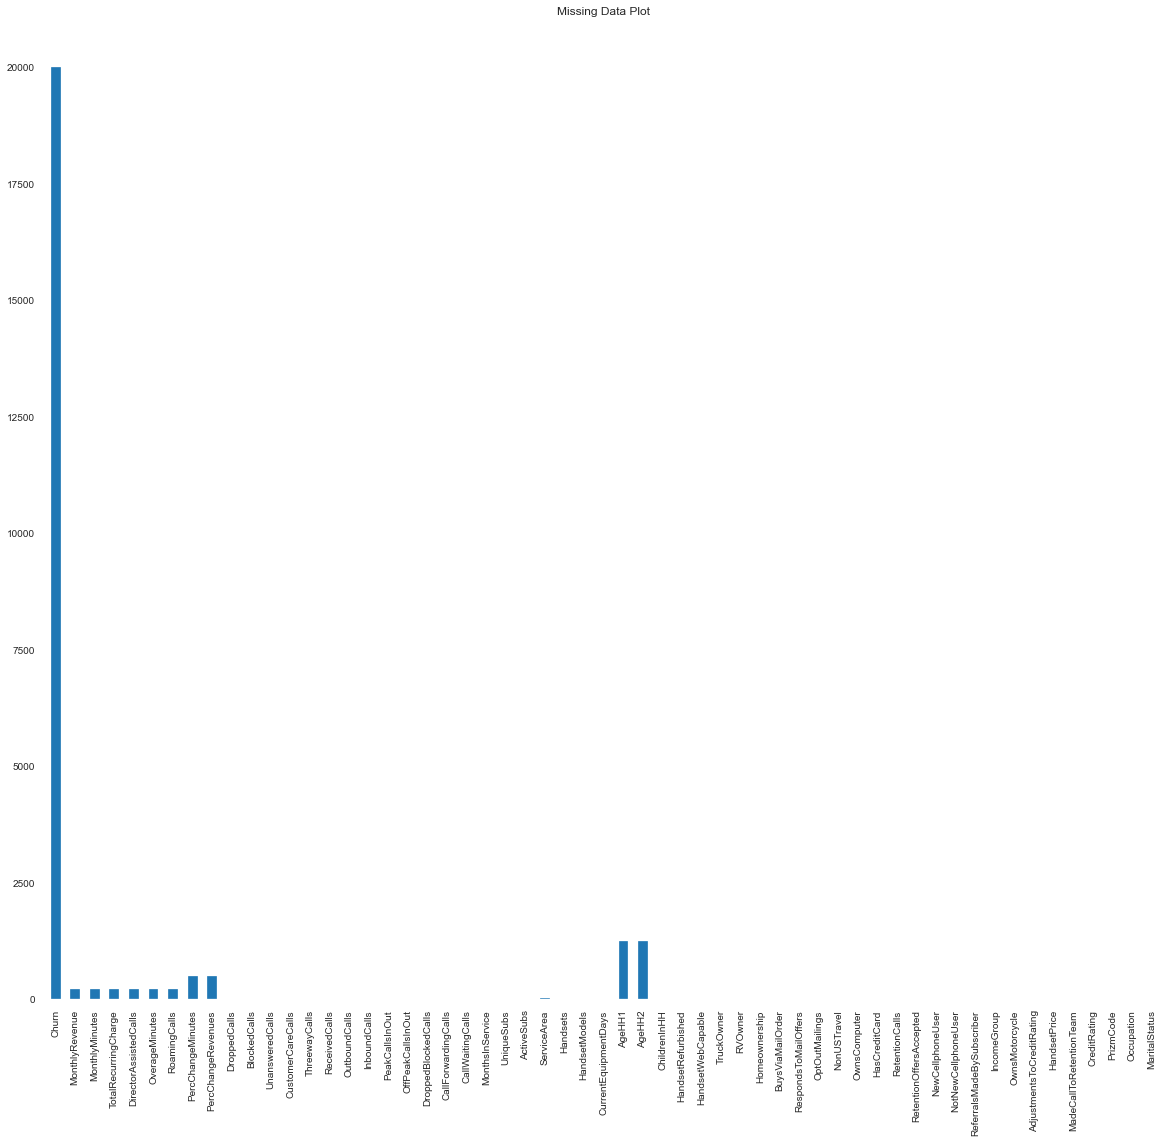 Missing Data Plot
20000
17500
15000
12500
10000
7500
5000
2500
0
Churn
MonthlyRevenue
MonthlyMinutes
TotalRecurringCharge
DirectorAssistedCalls
OverageMinutes
RoamingCalls
PercChangeMinutes
PercChangeRevenues
DroppedCalls
BlockedCalls
UnansweredCalls
CustomerCareCalls
ThreewayCalls
ReceivedCalls
OutboundCalls
InboundCalls
PeakCallsInOut
OffPeakCallsInOut
DroppedBlockedCalls
CallForwardingCalls
CallWaitingCalls
MonthsInService
UniqueSubs
ActiveSubs
ServiceArea
Handsets
HandsetModels
CurrentEquipmentDays
AgeHH1
AgeHH2
ChildrenInHH
HandsetRefurbished
HandsetWebCapable
TruckOwner
RVOwner
Homeownership
BuysViaMailOrder
RespondsToMailOffers
OptOutMailings
NonUSTravel
OwnsComputer
HasCreditCard
RetentionCalls
RetentionOffersAccepted
NewCellphoneUser
NotNewCellphoneUser
ReferralsMadeBySubscriber
IncomeGroup
OwnsMotorcycle
AdjustmentsToCreditRating
HandsetPrice
MadeCallToRetentionTeam
CreditRating
PrizmCode
Occupation
MaritalStatus